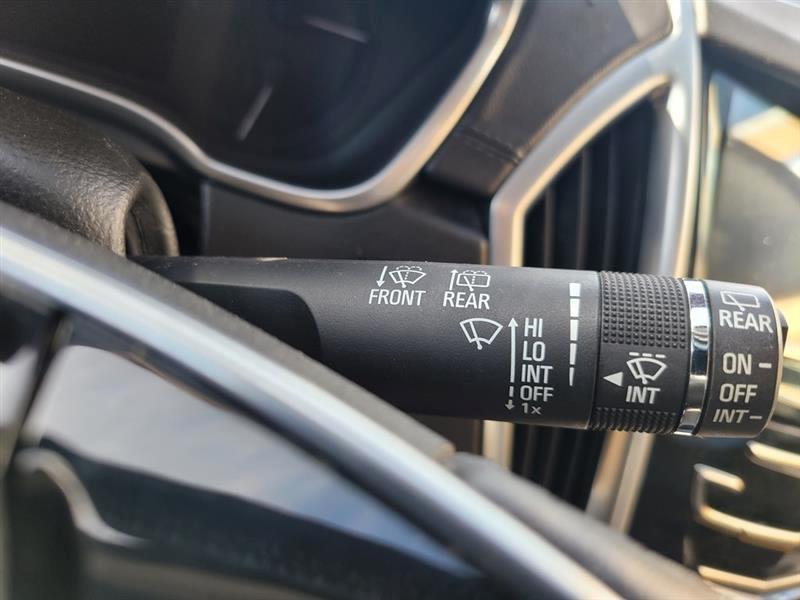 FRONT REAR
HI
LO
INT
OFF
1x
INT
REAR
ON
OFF
INT